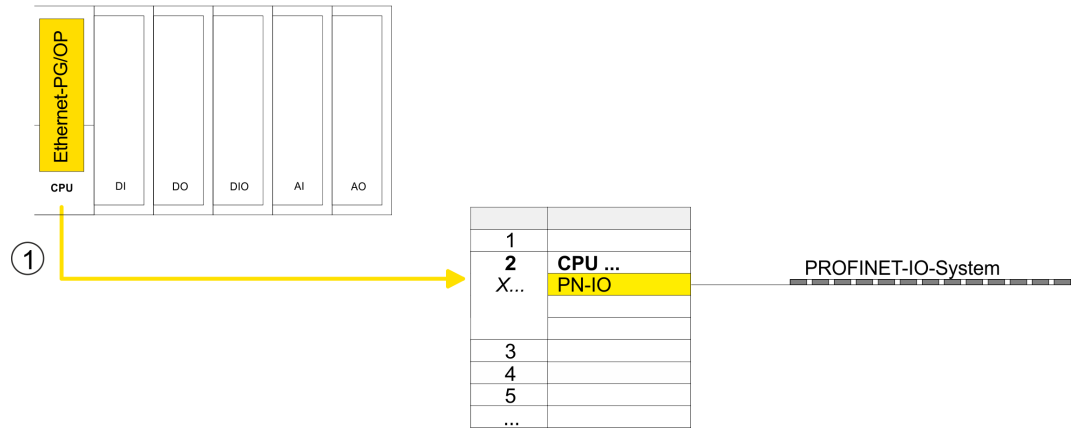 Ethernet-PG/OP
CPU
DI
DO
DIO
AI
AO
1
1
2 CPU ...
X... PN-IO
PROFINET-IO-System
3
4
5
...